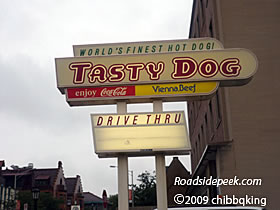 WORLD'S FINEST HOT DOG!
TASTY DOG
enjoy Coca-Cola Vienna Beef
DRIVE THRU
Roadsidepeek.com
©2009 chibbqking